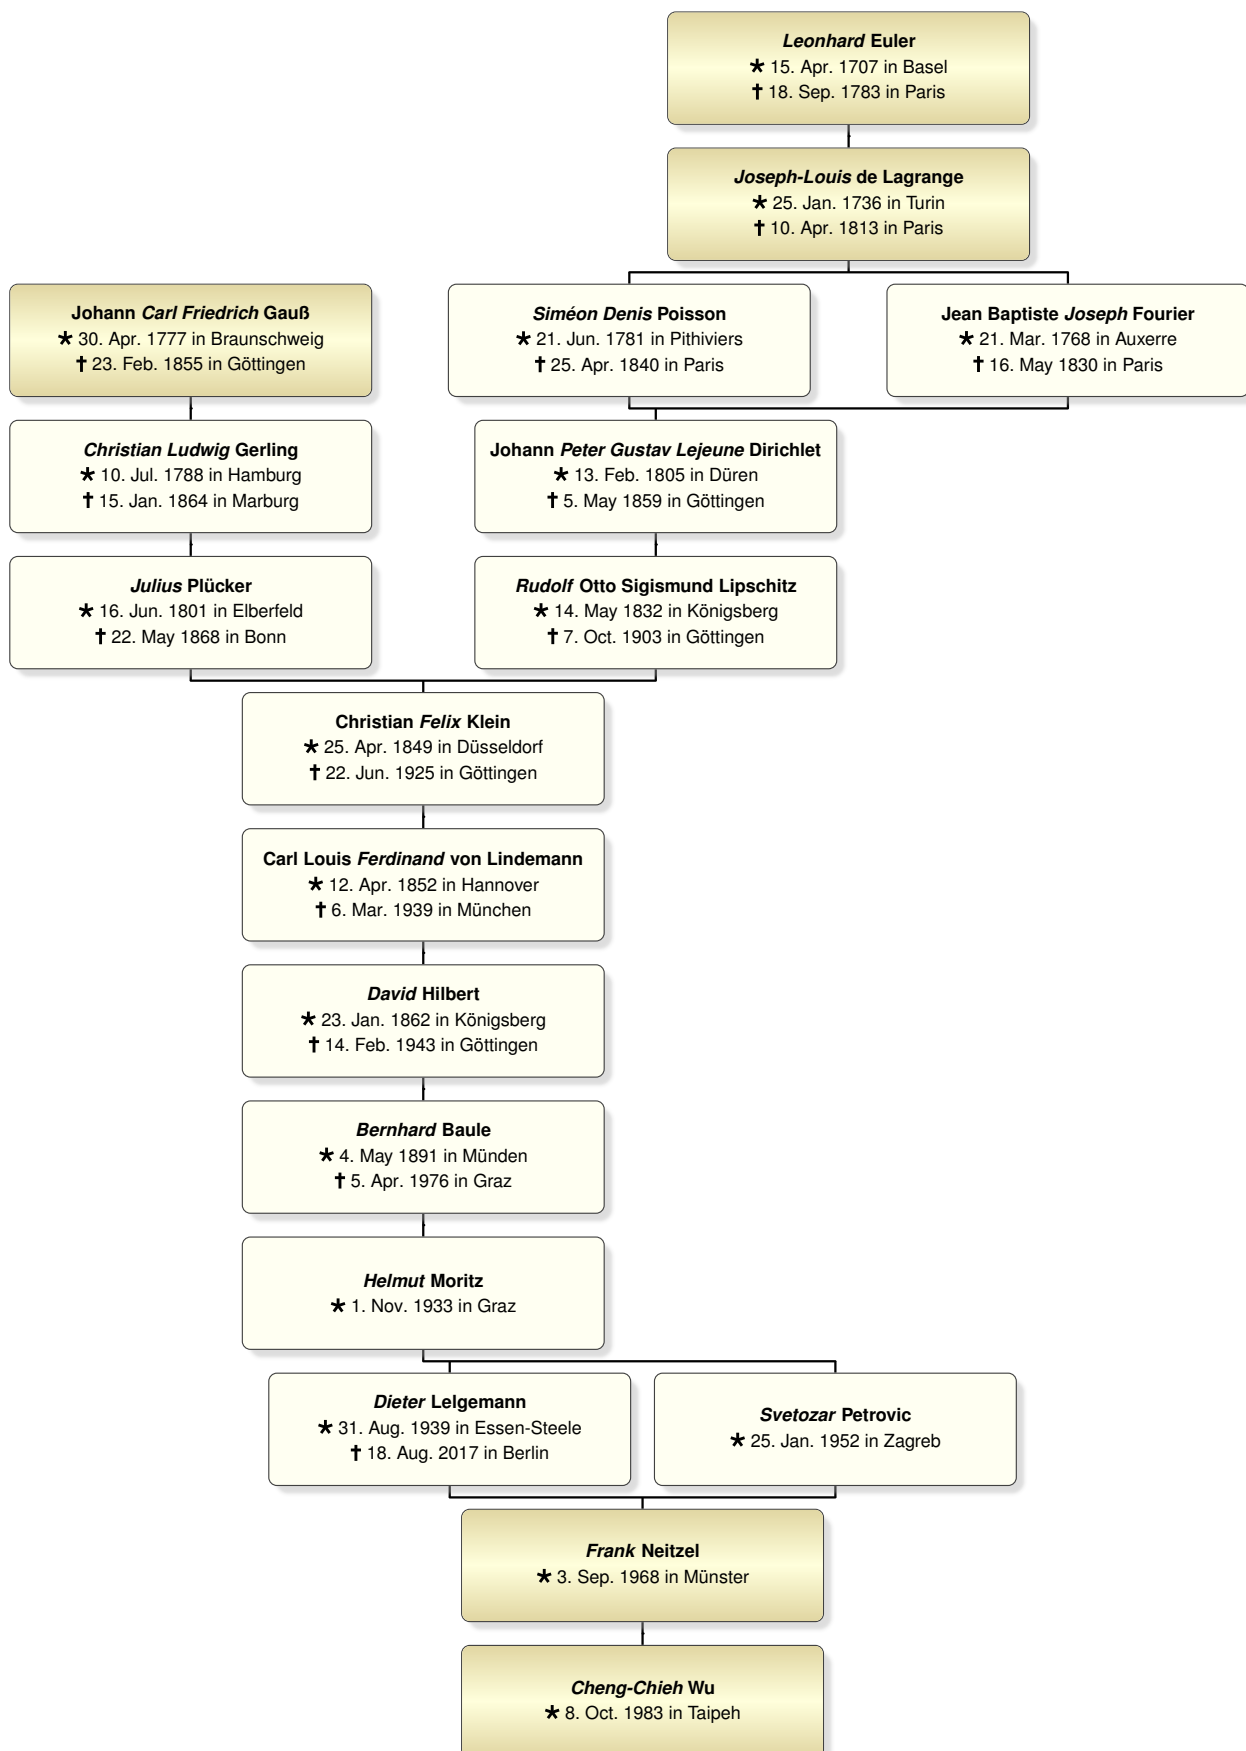 Leonhard Euler
★ 15. Apr. 1707 in Basel
† 18. Sep. 1783 in Paris
Joseph-Louis de Lagrange
★ 25. Jan. 1736 in Turin
† 10. Apr. 1813 in Paris
Johann Carl Friedrich Gauß
★ 30. Apr. 1777 in Braunschweig
† 23. Feb. 1855 in Göttingen
Siméon Denis Poisson
★ 21. Jun. 1781 in Pithiviers
† 25. Apr. 1840 in Paris
Jean Baptiste Joseph Fourier
★ 21. Mar. 1768 in Auxerre
† 16. May 1830 in Paris
Christian Ludwig Gerling
★ 10. Jul. 1788 in Hamburg
† 15. Jan. 1864 in Marburg
Johann Peter Gustav Lejeune Dirichlet
★ 13. Feb. 1805 in Düren
† 5. May 1859 in Göttingen
Julius Plücker
★ 16. Jun. 1801 in Elberfeld
† 22. May 1868 in Bonn
Rudolf Otto Sigismund Lipschitz
★ 14. May 1832 in Königsberg
† 7. Oct. 1903 in Göttingen
Christian Felix Klein
★ 25. Apr. 1849 in Düsseldorf
† 22. Jun. 1925 in Göttingen
Carl Louis Ferdinand von Lindemann
★ 12. Apr. 1852 in Hannover
† 6. Mar. 1939 in München
David Hilbert
★ 23. Jan. 1862 in Königsberg
† 14. Feb. 1943 in Göttingen
Bernhard Baule
★ 4. May 1891 in Münden
† 5. Apr. 1976 in Graz
Helmut Moritz
★ 1. Nov. 1933 in Graz
Dieter Lelgemann
★ 31. Aug. 1939 in Essen-Steele
† 18. Aug. 2017 in Berlin
Svetozar Petrovic
★ 25. Jan. 1952 in Zagreb
Frank Neitzel
★ 3. Sep. 1968 in Münster
Cheng-Chieh Wu
★ 8. Oct. 1983 in Taipeh